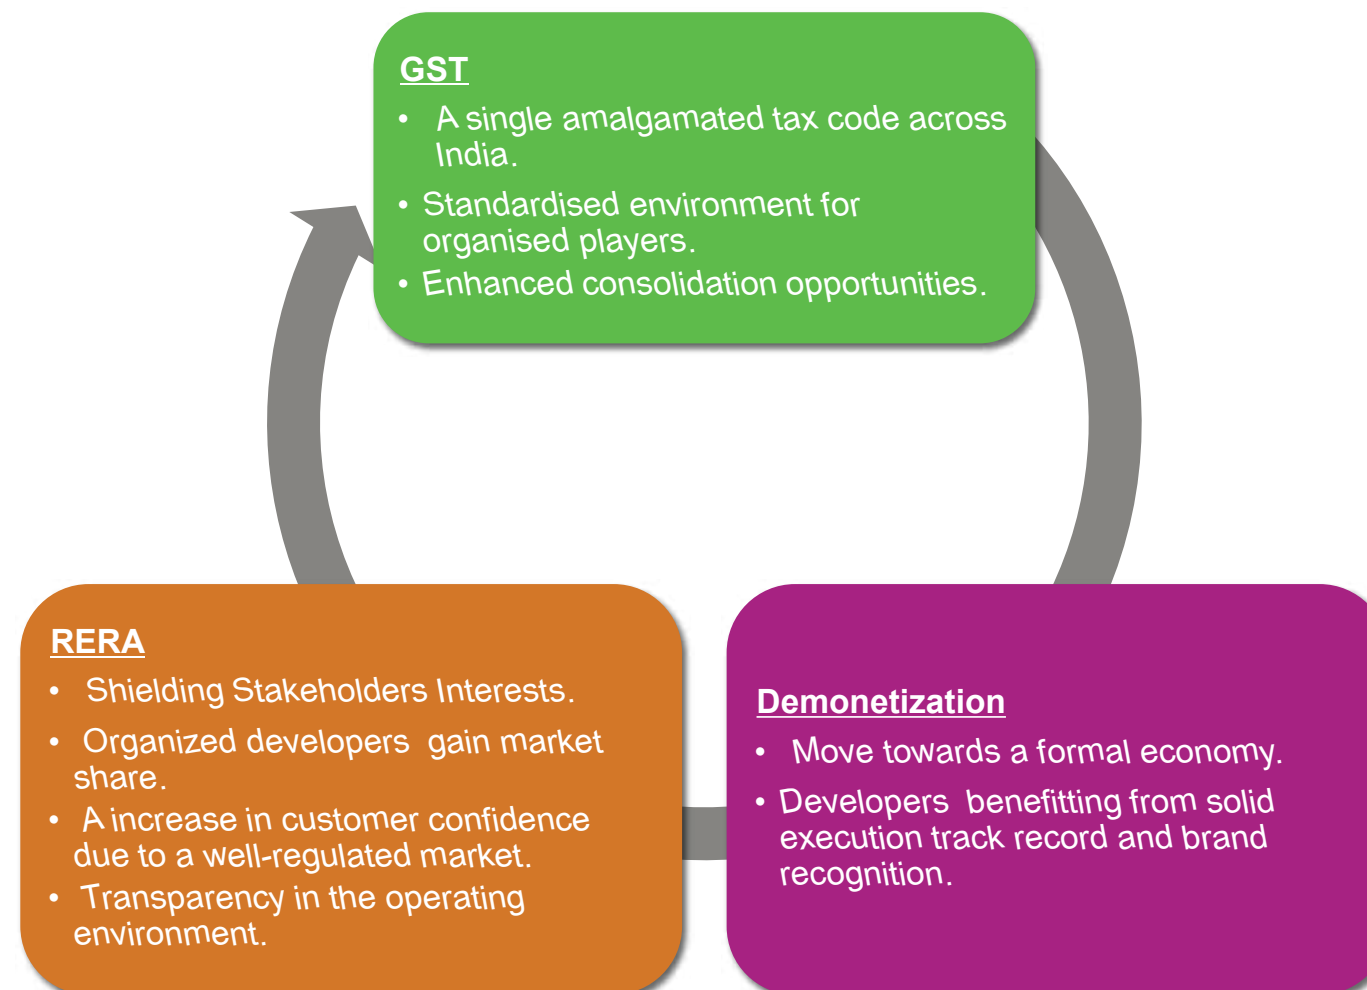 GST
• A single amalgamated tax code across
India.
• Standardised environment for
organised players.
• Enhanced consolidation opportunities.
RERA
• Shielding Stakeholders Interests.
• Organized developers gain market
share.
• A increase in customer confidence
due to a well-regulated market.
• Transparency in the operating
environment.
Demonetization
• Move towards a formal economy.
• Developers benefitting from solid
execution track record and brand
recognition.